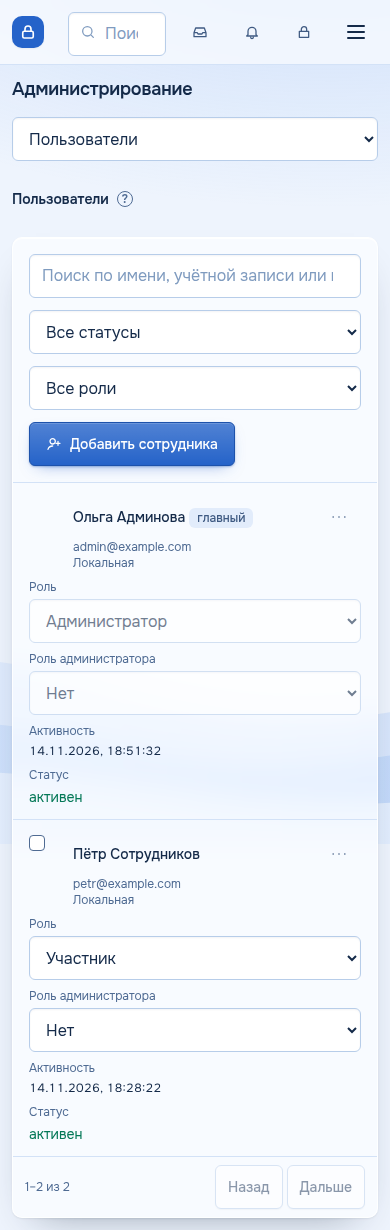 Пои
Администрирование
Пользователи
Пользователи ?
Поиск по имени, учётной записи или
Все статусы
Все роли
Добавить сотрудника
Ольга Админова главный ...
admin@example.com
Локальная
Роль
Администратор
Роль администратора
Нет
Активность
14.11.2026, 18:51:32
Статус
активен
Пётр Сотрудников ...
petr@example.com
Локальная
Роль
Участник
Роль администратора
Нет
Активность
14.11.2026, 18:28:22
Статус
активен
1–2 из 2
Назад Дальше